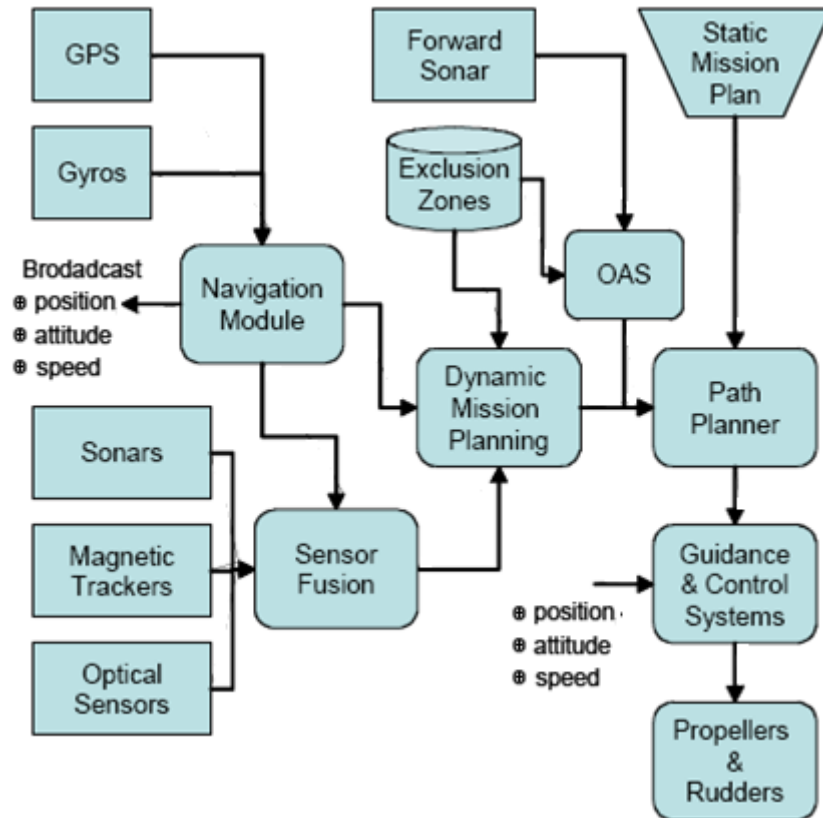 GPS
Forward
Sonar
Static
Mission
Plan
Gyros
Exclusion
Zones
OAS
Brodadcast
⊕ position
⊕ attitude
⊕ speed
Navigation
Module
Dynamic
Mission
Planning
Path
Planner
Sonars
Magnetic
Trackers
Optical
Sensors
Sensor
Fusion
Guidance
& Control
Systems
⊕ position
⊕ attitude
⊕ speed
Propellers
&
Rudders